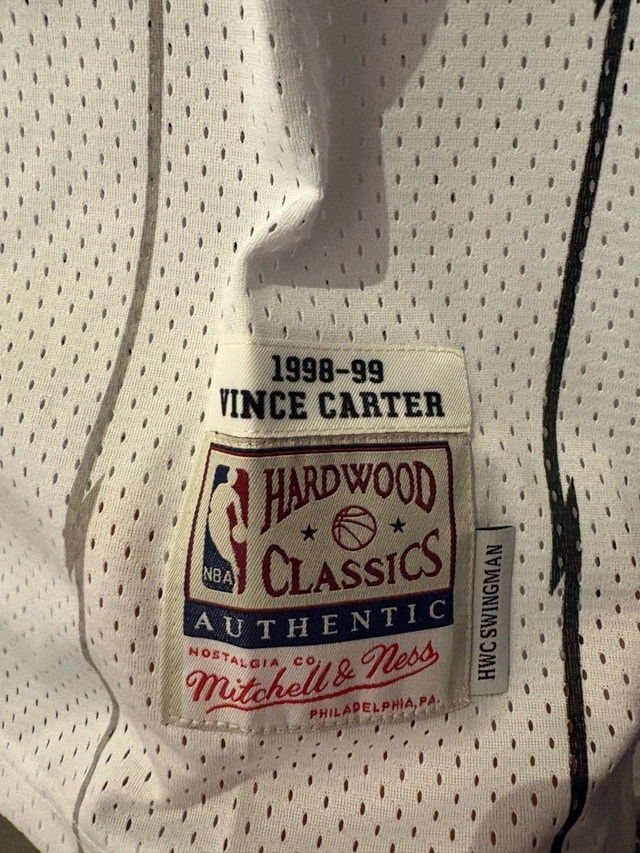 1998-99
VINCE CARTER
HARDWOOD
CLASSICS
NBA
AUTHENTIC
NOSTALGIA CO.
Mitchell & Ness
PHILADELPHIA, PA.
HWC SWINGMAN